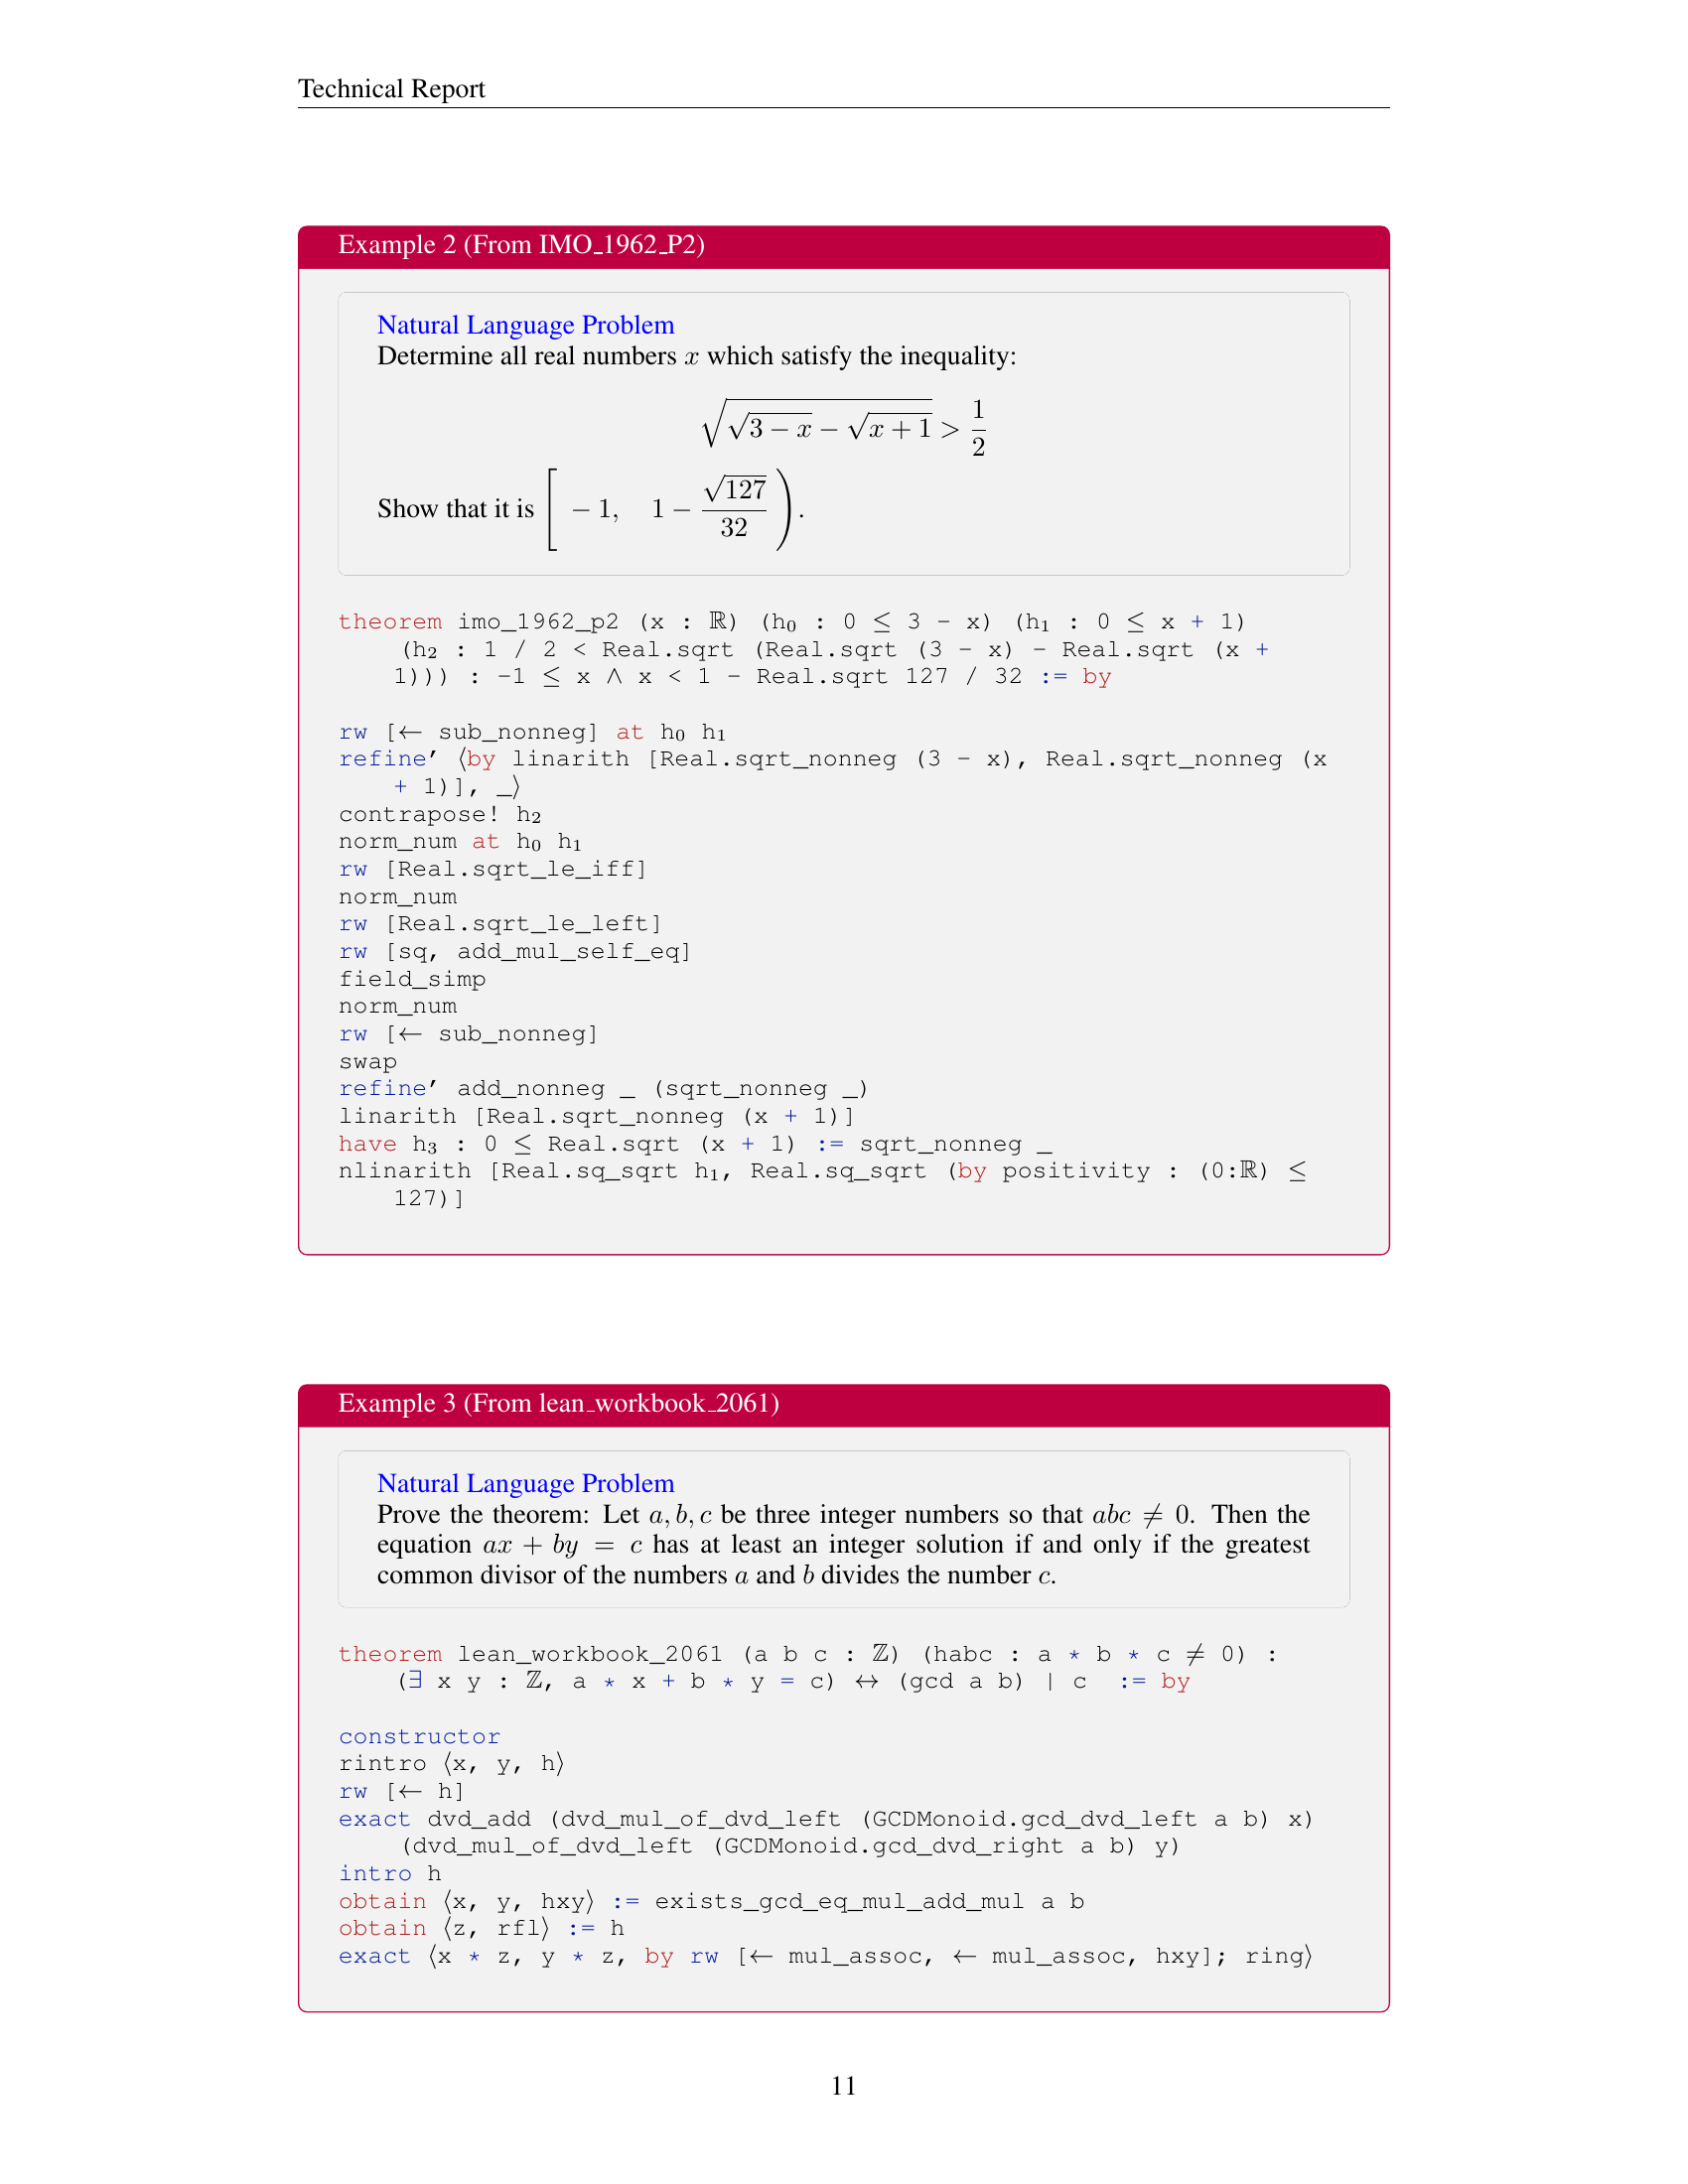 Technical Report
Example 2 (From IMO_1962_P2)
Natural Language Problem
Determine all real numbers x which satisfy the inequality:
√(√(3 − x) − √(x + 1)) > 1/2
Show that it is [ − 1, 1 − √127/32 ).
theorem imo_1962_p2 (x : ℝ) (h₀ : 0 ≤ 3 - x) (h₁ : 0 ≤ x + 1)
(h₂ : 1 / 2 < Real.sqrt (Real.sqrt (3 - x) - Real.sqrt (x +
1))) : -1 ≤ x ∧ x < 1 - Real.sqrt 127 / 32 := by
rw [← sub_nonneg] at h₀ h₁
refine’ ⟨by linarith [Real.sqrt_nonneg (3 - x), Real.sqrt_nonneg (x
+ 1)], _⟩
contrapose! h₂
norm_num at h₀ h₁
rw [Real.sqrt_le_iff]
norm_num
rw [Real.sqrt_le_left]
rw [sq, add_mul_self_eq]
field_simp
norm_num
rw [← sub_nonneg]
swap
refine’ add_nonneg _ (sqrt_nonneg _)
linarith [Real.sqrt_nonneg (x + 1)]
have h₃ : 0 ≤ Real.sqrt (x + 1) := sqrt_nonneg _
nlinarith [Real.sq_sqrt h₁, Real.sq_sqrt (by positivity : (0:ℝ) ≤
127)]
Example 3 (From lean_workbook_2061)
Natural Language Problem
Prove the theorem: Let a, b, c be three integer numbers so that abc ≠ 0. Then the
equation ax + by = c has at least an integer solution if and only if the greatest
common divisor of the numbers a and b divides the number c.
theorem lean_workbook_2061 (a b c : ℤ) (habc : a * b * c ≠ 0) :
(∃ x y : ℤ, a * x + b * y = c) ↔ (gcd a b) | c := by
constructor
rintro ⟨x, y, h⟩
rw [← h]
exact dvd_add (dvd_mul_of_dvd_left (GCDMonoid.gcd_dvd_left a b) x)
(dvd_mul_of_dvd_left (GCDMonoid.gcd_dvd_right a b) y)
intro h
obtain ⟨x, y, hxy⟩ := exists_gcd_eq_mul_add_mul a b
obtain ⟨z, rfl⟩ := h
exact ⟨x * z, y * z, by rw [← mul_assoc, ← mul_assoc, hxy]; ring⟩
11